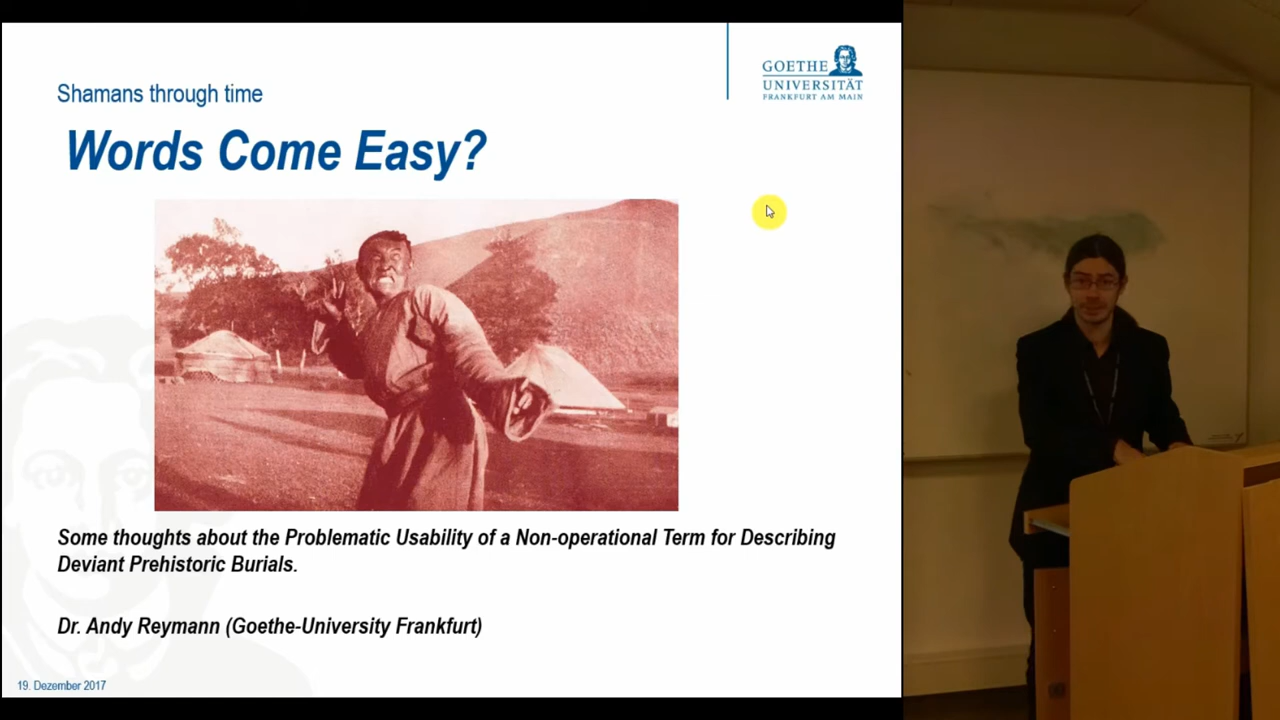 Shamans through time
Words Come Easy?
GOETHE
UNIVERSITÄT
FRANKFURT AM MAIN
Some thoughts about the Problematic Usability of a Non-operational Term for Describing
Deviant Prehistoric Burials.
Dr. Andy Reymann (Goethe-University Frankfurt)
19. Dezember 2017